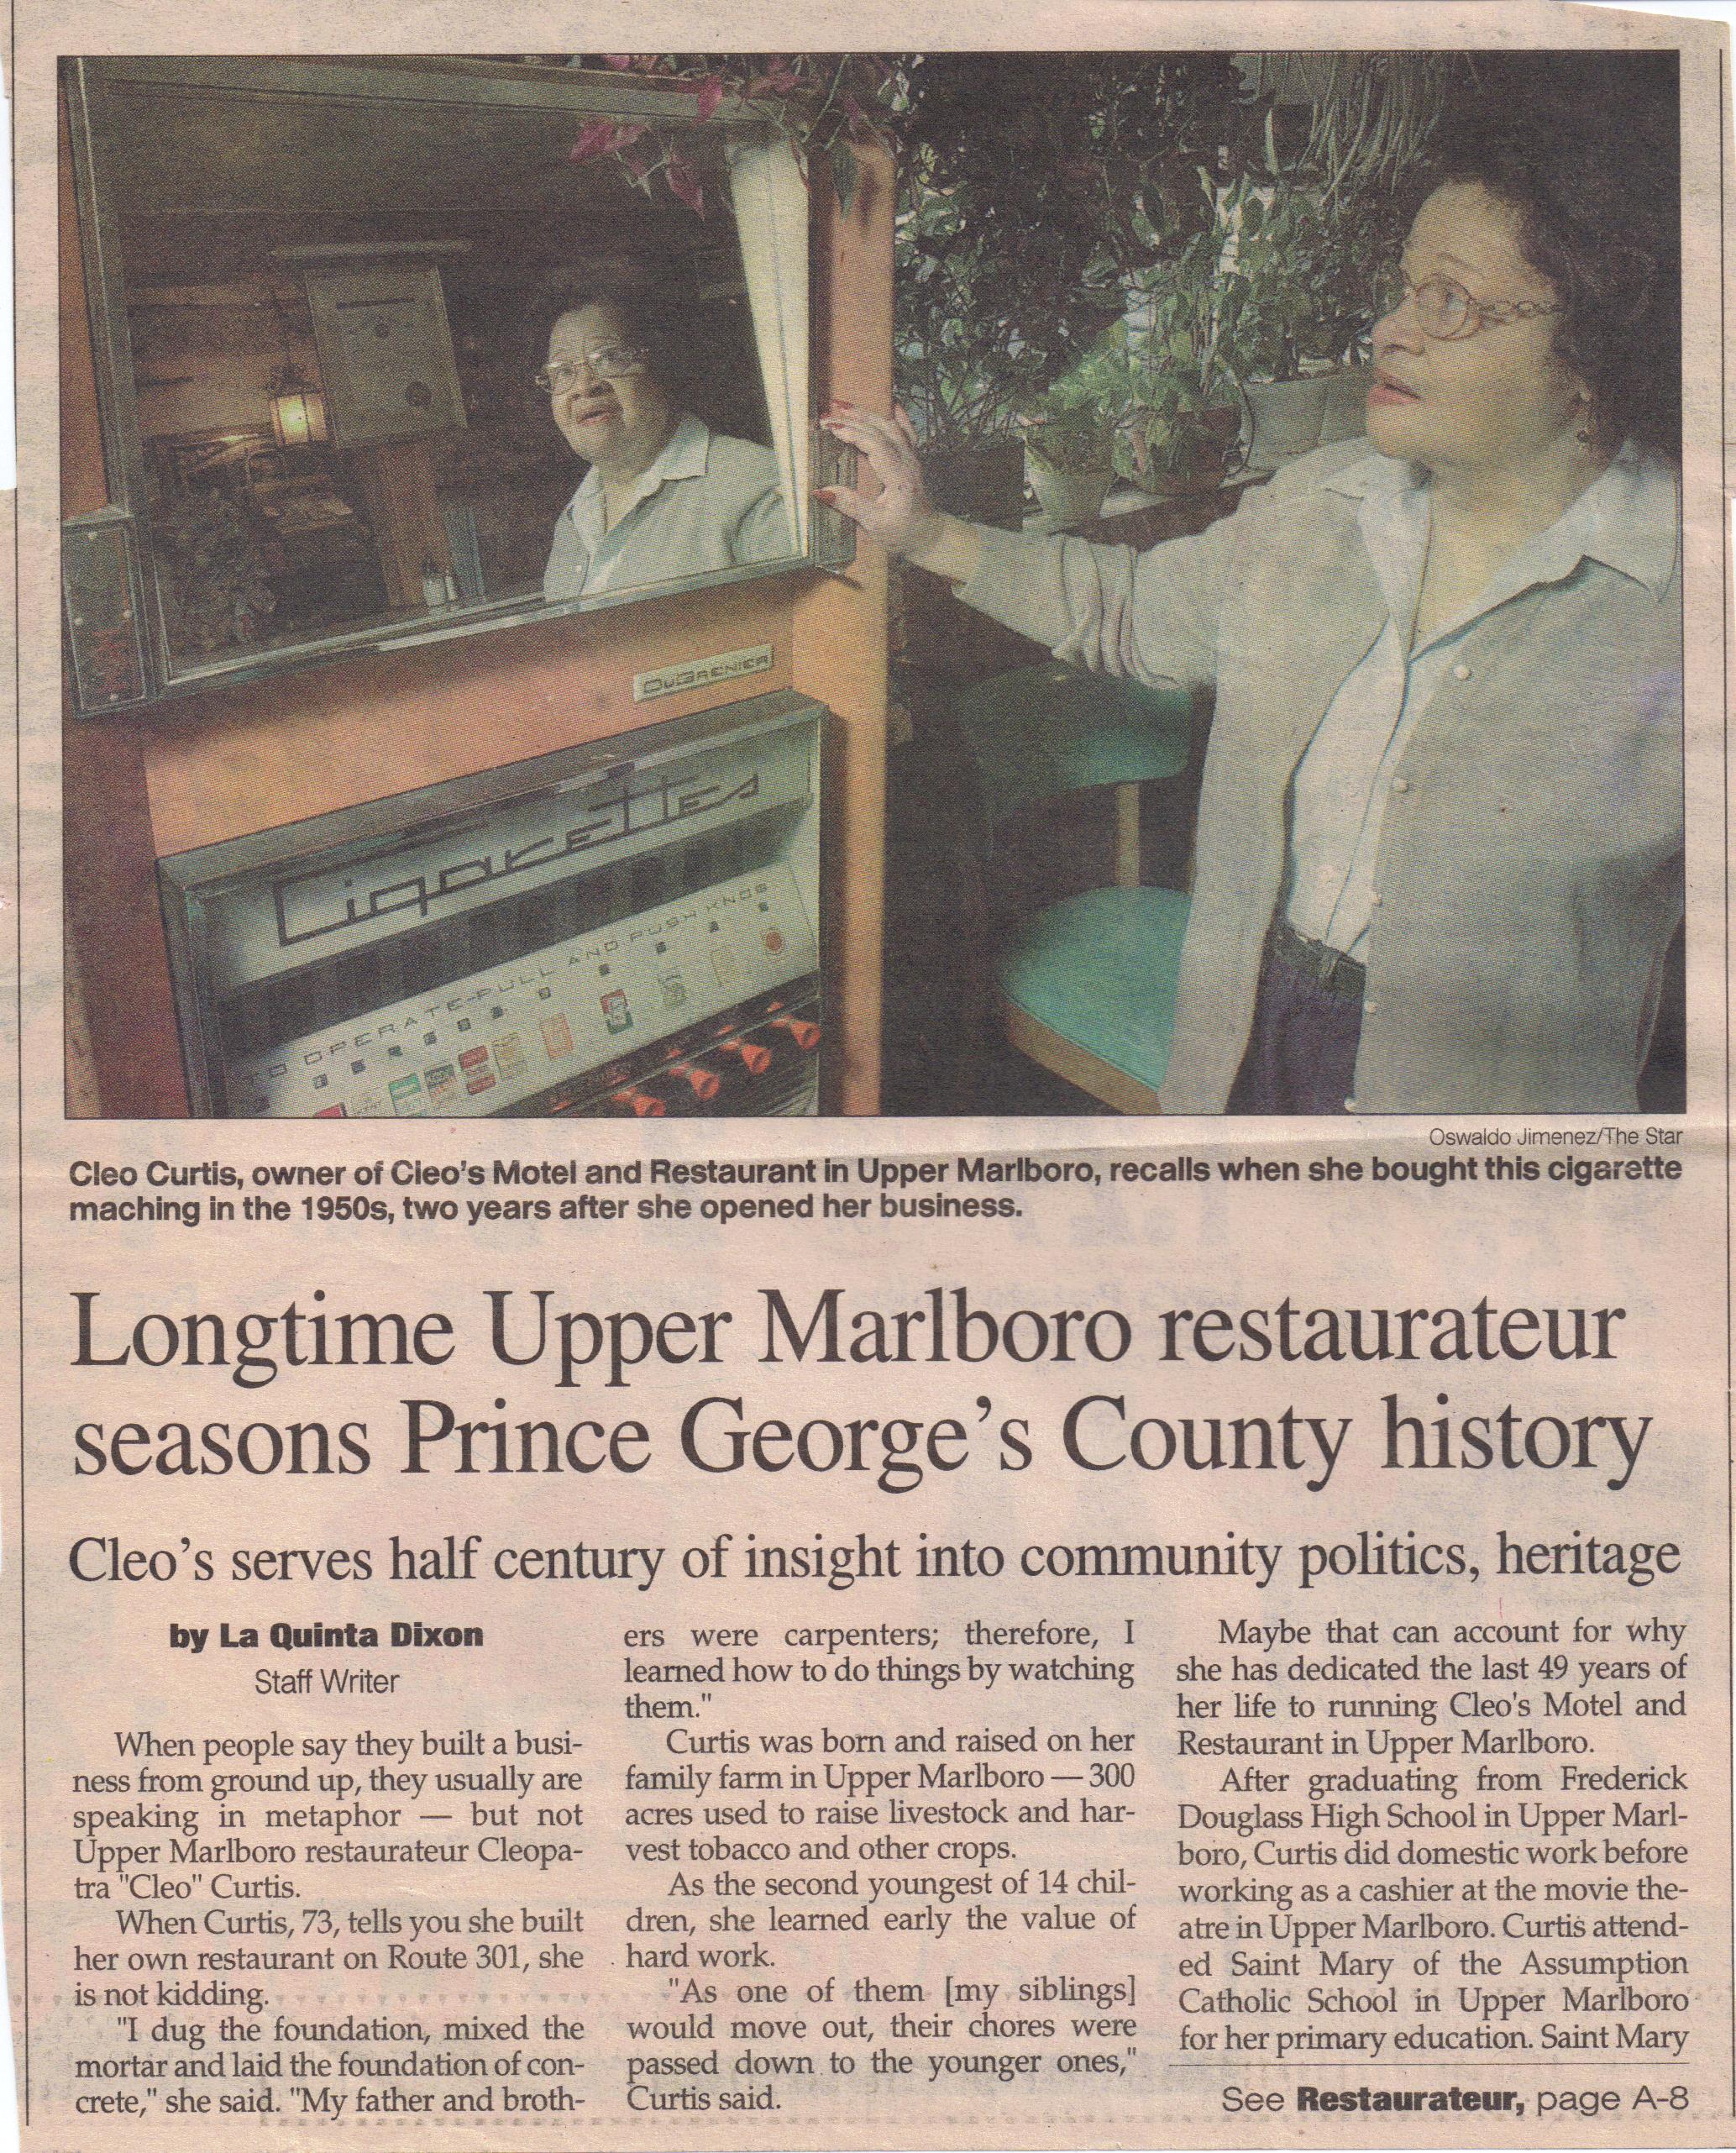 DuGrenier
Cigarettes
TO OPERATE-PULL AND PUSH KNOB
Oswaldo Jimenez/The Star
Cleo Curtis, owner of Cleo's Motel and Restaurant in Upper Marlboro, recalls when she bought this cigarette
maching in the 1950s, two years after she opened her business.
Longtime Upper Marlboro restaurateur
seasons Prince George's County history
Cleo's serves half century of insight into community politics, heritage
by La Quinta Dixon
Staff Writer
When people say they built a busi-
ness from ground up, they usually are
speaking in metaphor — but not
Upper Marlboro restaurateur Cleopa-
tra "Cleo" Curtis.
When Curtis, 73, tells you she built
her own restaurant on Route 301, she
is not kidding.
"I dug the foundation, mixed the
mortar and laid the foundation of con-
crete," she said. "My father and broth-
ers were carpenters; therefore, I
learned how to do things by watching
them."
Curtis was born and raised on her
family farm in Upper Marlboro — 300
acres used to raise livestock and har-
vest tobacco and other crops.
As the second youngest of 14 chil-
dren, she learned early the value of
hard work.
"As one of them [my siblings]
would move out, their chores were
passed down to the younger ones,"
Curtis said.
Maybe that can account for why
she has dedicated the last 49 years of
her life to running Cleo's Motel and
Restaurant in Upper Marlboro.
After graduating from Frederick
Douglass High School in Upper Marl-
boro, Curtis did domestic work before
working as a cashier at the movie the-
atre in Upper Marlboro. Curtis attend-
ed Saint Mary of the Assumption
Catholic School in Upper Marlboro
for her primary education. Saint Mary
See Restaurateur, page A-8